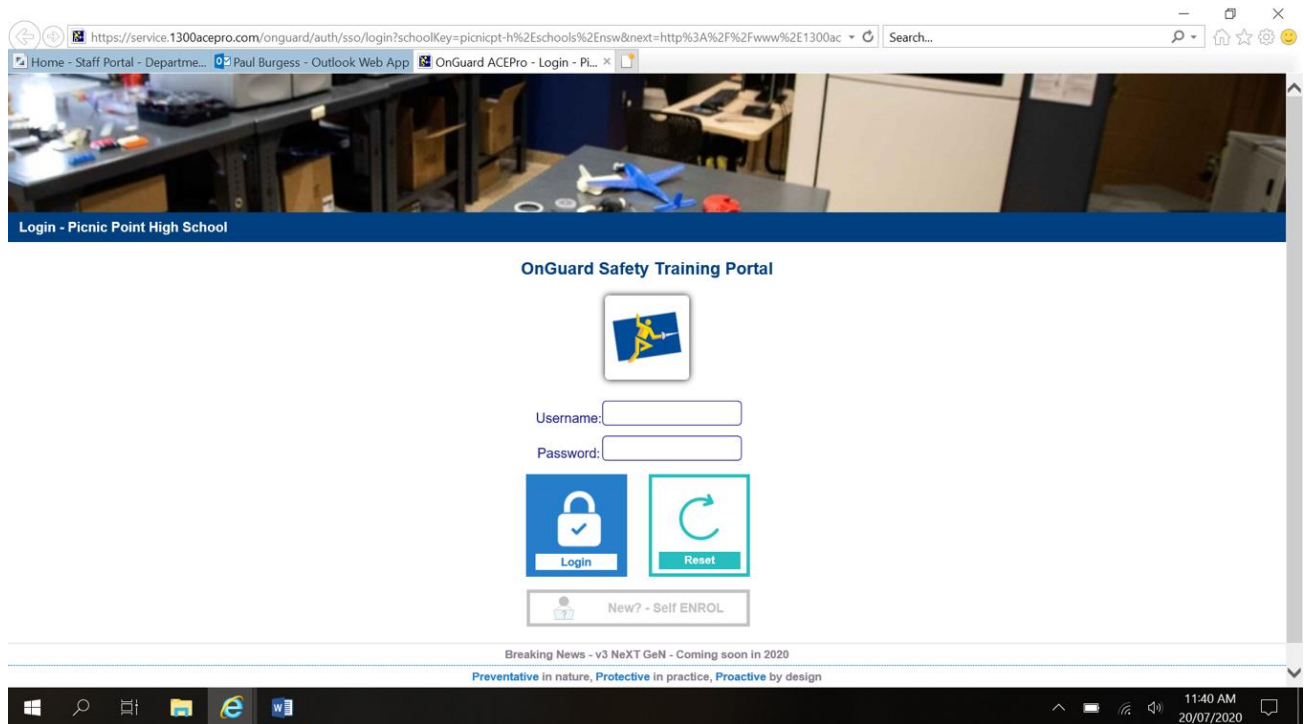 https://service.1300acepro.com/onguard/auth/sso/login?schoolKey=picnicpt-h%2Eschools%2Ensw&next=http%3A%2F%2Fwww%2E1300ac
Search...
Home - Staff Portal - Departme...
Paul Burgess - Outlook Web App
OnGuard ACEPro - Login - Pi...
Login - Picnic Point High School
OnGuard Safety Training Portal
Username:
Password:
Login
Reset
New? - Self ENROL
Breaking News - v3 NeXT GeN - Coming soon in 2020
Preventative in nature, Protective in practice, Proactive by design
11:40 AM
20/07/2020